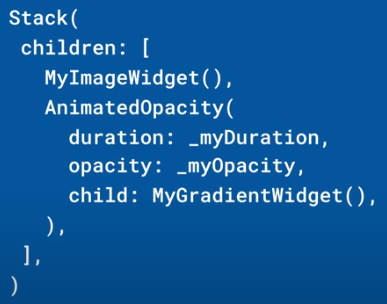 Stack(
 children: [
   MyImageWidget(),
   AnimatedOpacity(
     duration: _myDuration,
     opacity: _myOpacity,
     child: MyGradientWidget(),
   ),
 ],
)